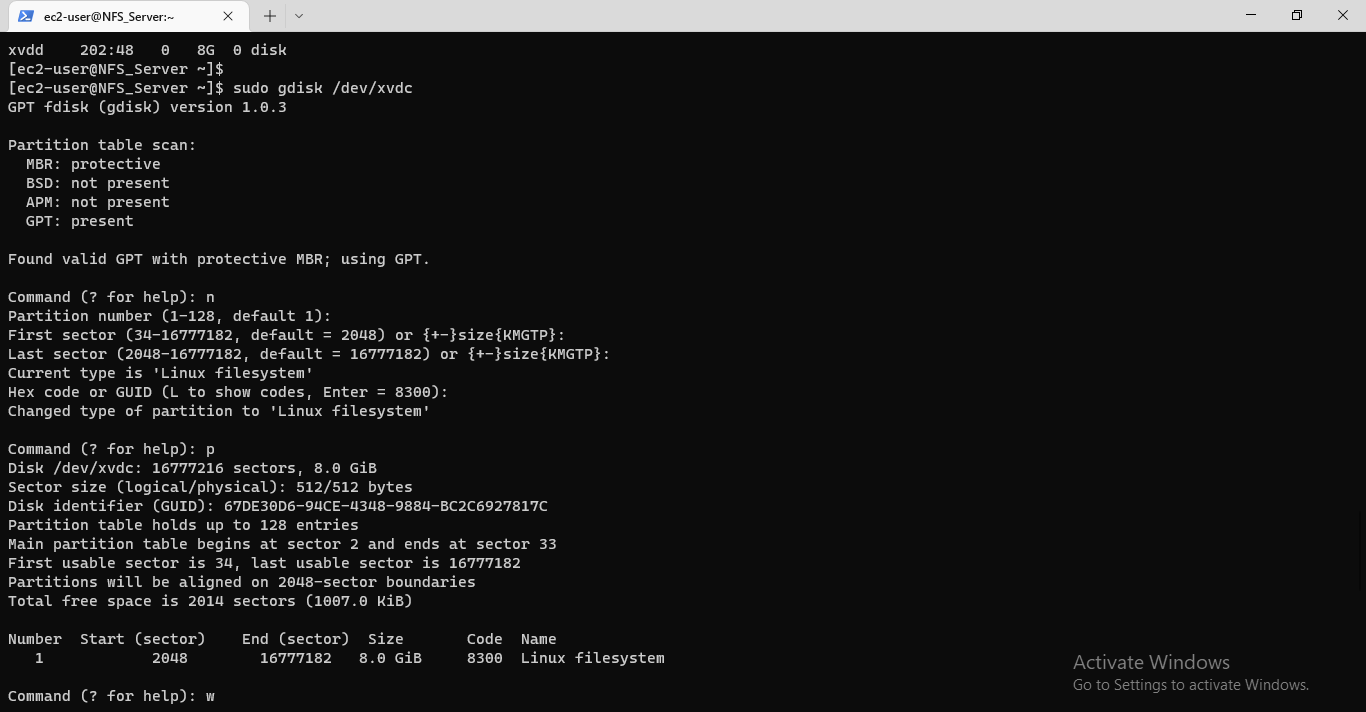 ec2-user@NFS_Server:~
xvdd    202:48   0   8G  0 disk
[ec2-user@NFS_Server ~]$
[ec2-user@NFS_Server ~]$ sudo gdisk /dev/xvdc
GPT fdisk (gdisk) version 1.0.3
Partition table scan:
  MBR: protective
  BSD: not present
  APM: not present
  GPT: present
Found valid GPT with protective MBR; using GPT.
Command (? for help): n
Partition number (1-128, default 1):
First sector (34-16777182, default = 2048) or {+-}size{KMGTP}:
Last sector (2048-16777182, default = 16777182) or {+-}size{KMGTP}:
Current type is 'Linux filesystem'
Hex code or GUID (L to show codes, Enter = 8300):
Changed type of partition to 'Linux filesystem'
Command (? for help): p
Disk /dev/xvdc: 16777216 sectors, 8.0 GiB
Sector size (logical/physical): 512/512 bytes
Disk identifier (GUID): 67DE30D6-94CE-4348-9884-BC2C6927817C
Partition table holds up to 128 entries
Main partition table begins at sector 2 and ends at sector 33
First usable sector is 34, last usable sector is 16777182
Partitions will be aligned on 2048-sector boundaries
Total free space is 2014 sectors (1007.0 KiB)
Number  Start (sector)    End (sector)  Size       Code  Name
   1            2048        16777182   8.0 GiB     8300  Linux filesystem
Command (? for help): w
Activate Windows
Go to Settings to activate Windows.